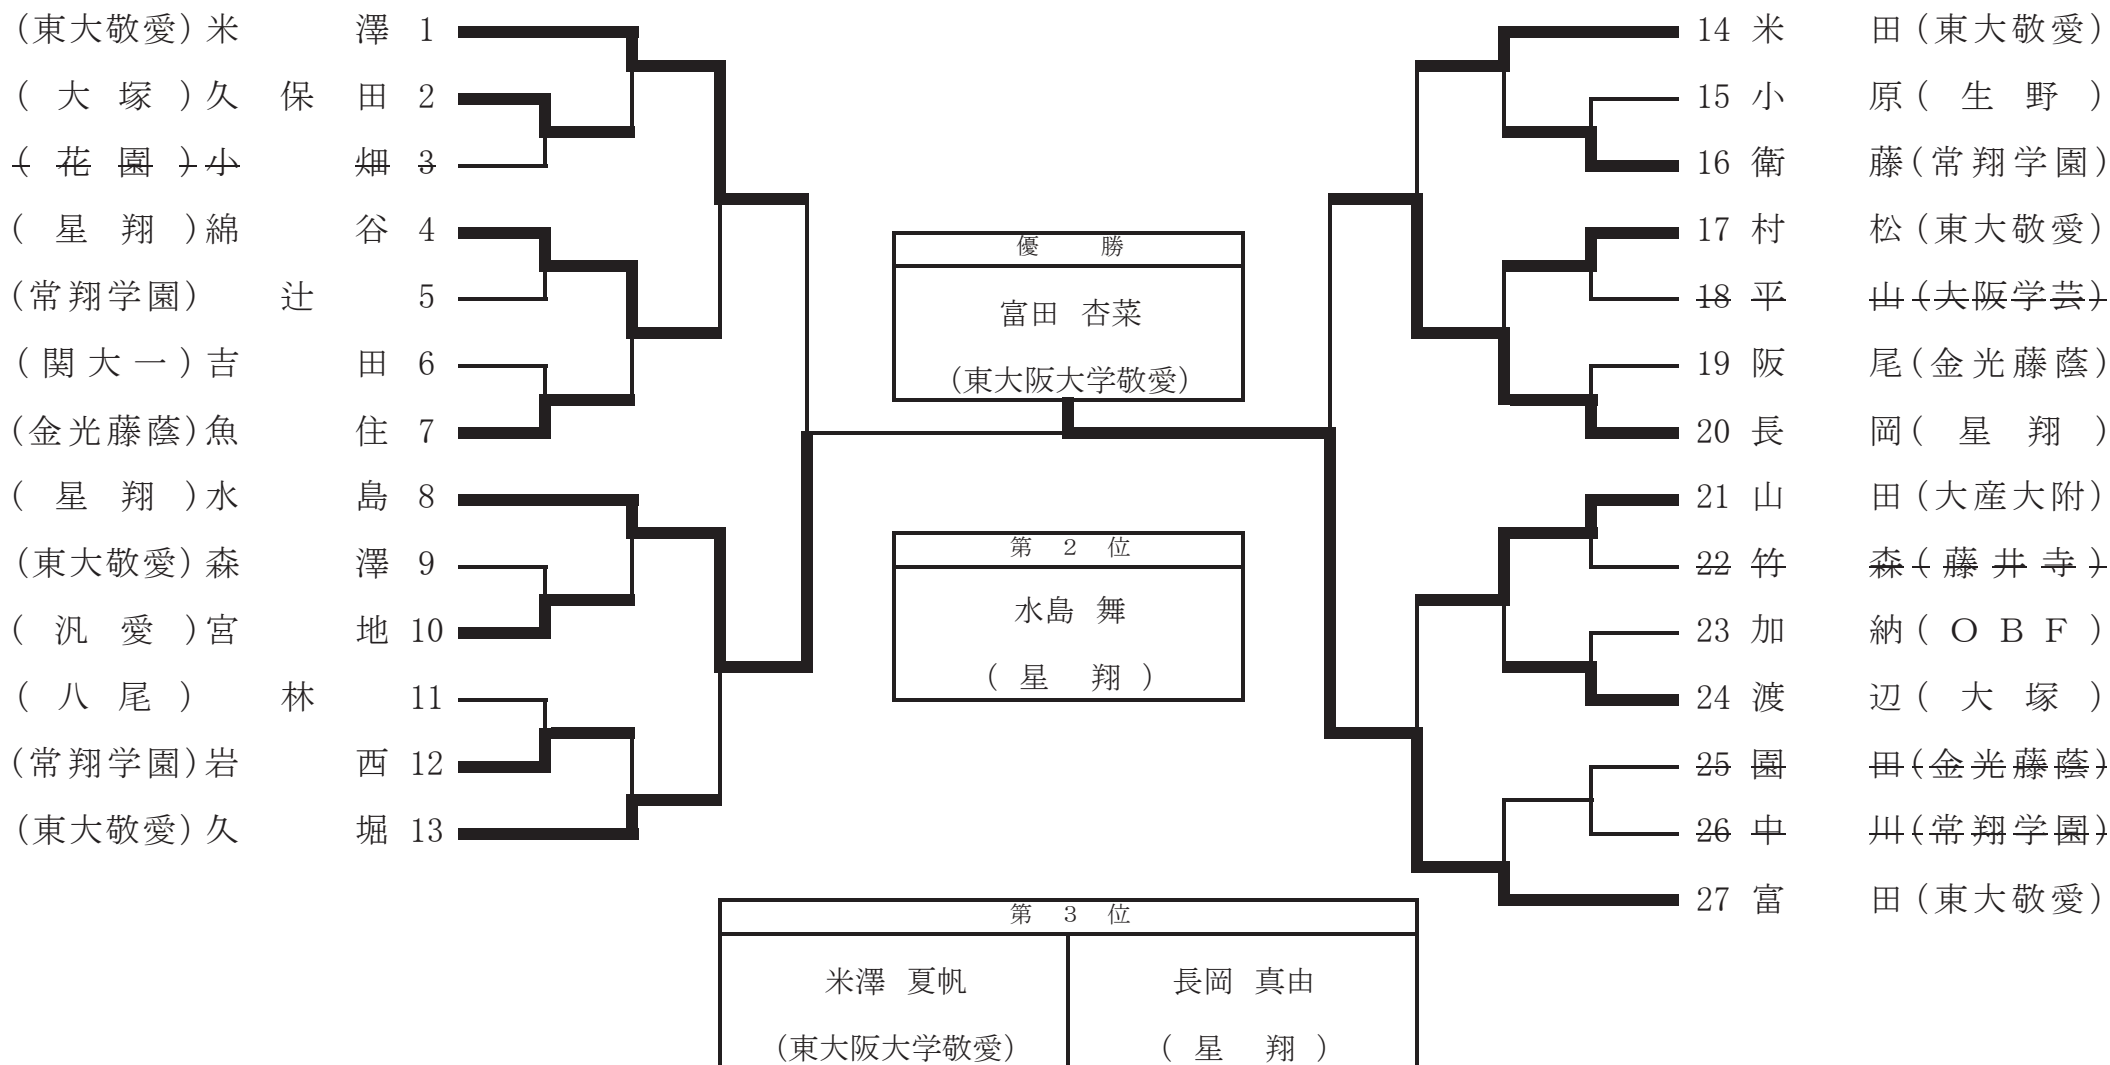 (東大敬愛) 米澤 1
(大塚) 久保田 2
(花園) 小畑 3
(星翔) 綿谷 4
(常翔学園) 辻 5
(関大一) 吉田 6
(金光藤蔭) 魚住 7
(星翔) 水島 8
(東大敬愛) 森澤 9
(汎愛) 宮地 10
(八尾) 林 11
(常翔学園) 岩西 12
(東大敬愛) 久堀 13
優勝
富田 杏菜
(東大阪大学敬愛)
第2位
水島 舞
(星翔)
14 米田 (東大敬愛)
15 小原 (生野)
16 衛藤 (常翔学園)
17 村松 (東大敬愛)
18 平山 (大阪学芸)
19 阪尾 (金光藤蔭)
20 長岡 (星翔)
21 山田 (大産大附)
22 竹森 (藤井寺)
23 加納 (OBF)
24 渡辺 (大塚)
25 園田 (金光藤蔭)
26 中川 (常翔学園)
27 富田 (東大敬愛)
第3位
米澤 夏帆
(東大阪大学敬愛)
長岡 真由
(星翔)